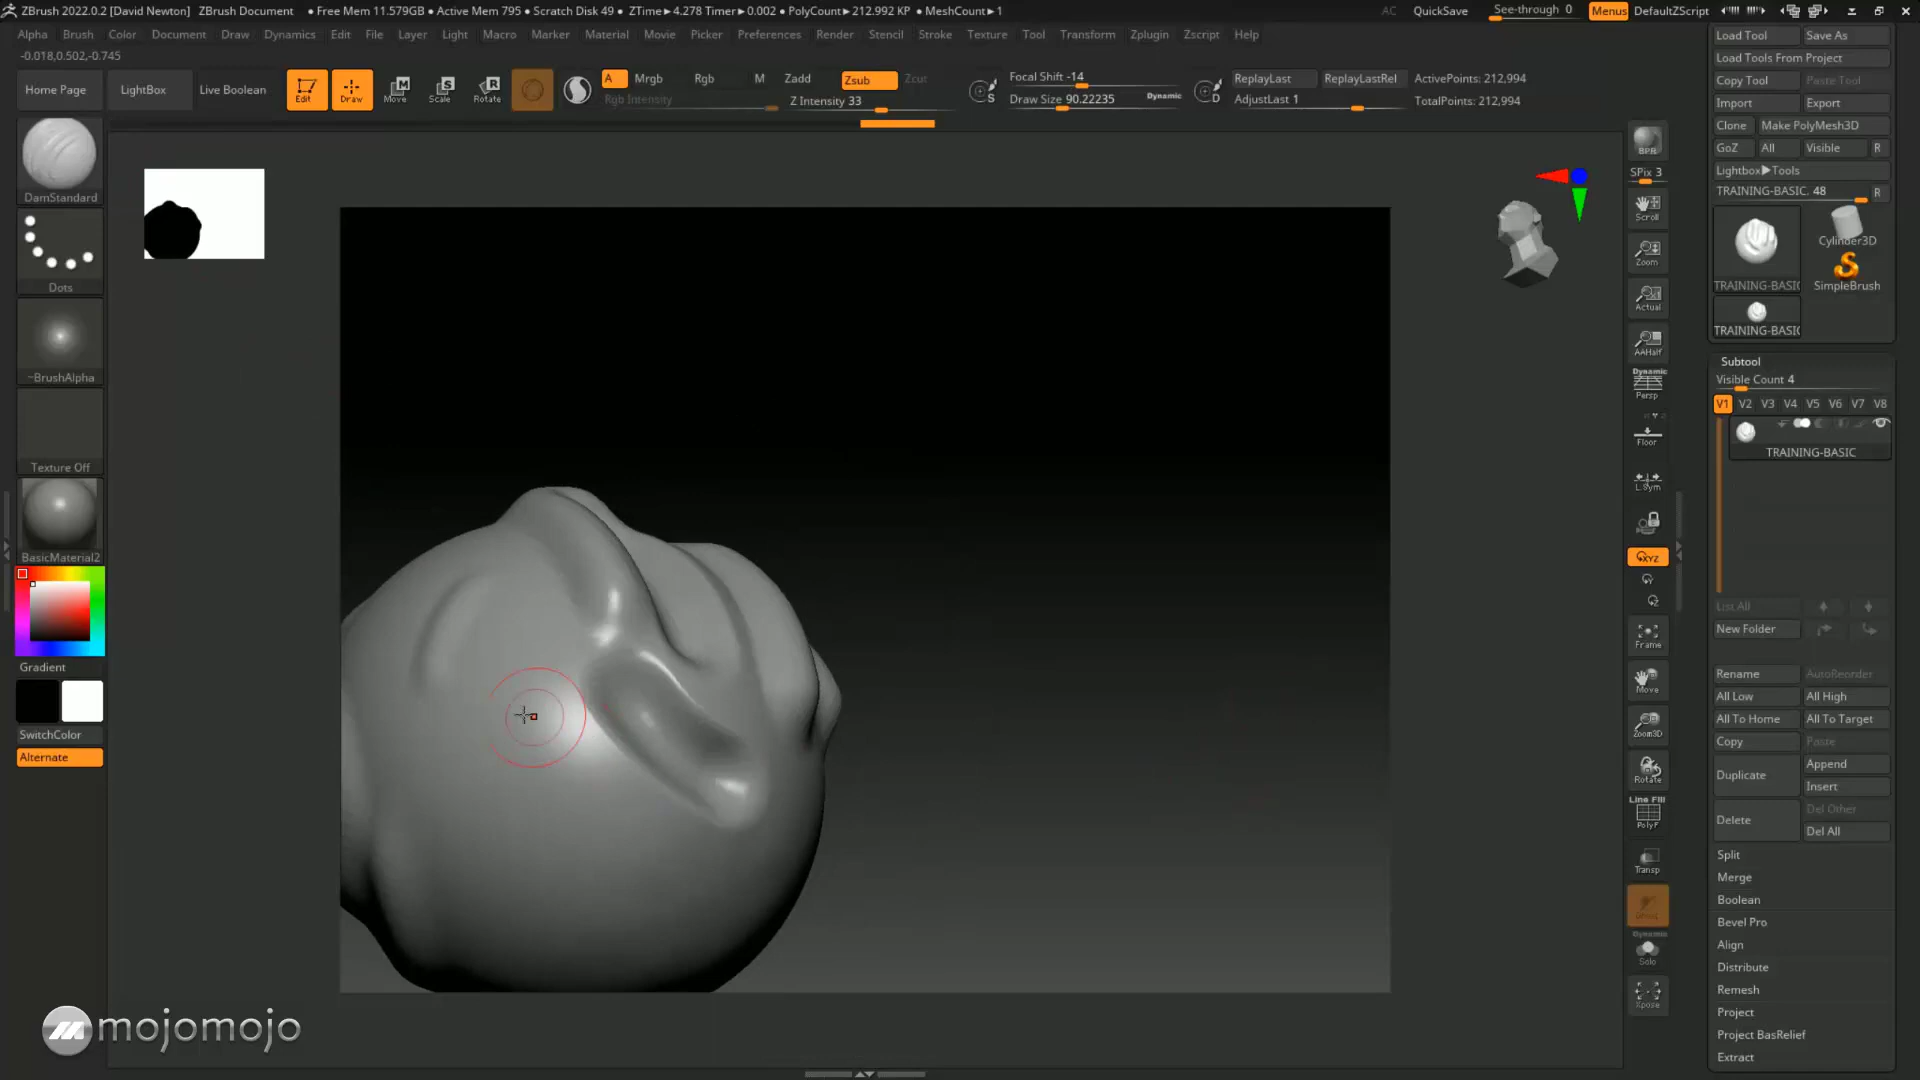 ZBrush 2022.0.2 [David Newton] ZBrush Document • Free Mem 11.579GB • Active Mem 795 • Scratch Disk 49 • ZTime►4.278 Timer►0.002 • PolyCount►212.992 KP • MeshCount►1 AC QuickSave See-through 0 Menus DefaultZScript
Alpha Brush Color Document Draw Dynamics Edit File Layer Light Macro Marker Material Movie Picker Preferences Render Stencil Stroke Texture Tool Transform Zplugin Zscript Help
-0.018,0.502,-0.745
Home Page LightBox Live Boolean Edit Draw Move Scale Rotate
A Mrgb Rgb M Zadd Zsub Zcut
Rgb Intensity Z Intensity 33
Focal Shift -14
Draw Size 90.22235 Dynamic
S D
ReplayLast ReplayLastRel ActivePoints: 212,994
AdjustLast 1 TotalPoints: 212,994
DamStandard
Dots
~BrushAlpha
Texture Off
BasicMaterial2
Gradient
SwitchColor
Alternate
mojomojo
BPR
SPix 3
Scroll
Zoom
Actual
AAHalf
Dynamic
Persp
Floor
L.Sym
XYZ
Frame
Move
Zoom3D
Rotate
Line Fill
PolyF
Transp
Dynamic
Solo
Xpose
Load Tool Save As
Load Tools From Project
Copy Tool Paste Tool
Import Export
Clone Make PolyMesh3D
GoZ All Visible R
Lightbox►Tools
TRAINING-BASIC. 48 R
TRAINING-BASIC Cylinder3D
SimpleBrush
TRAINING-BASIC
Subtool
Visible Count 4
V1 V2 V3 V4 V5 V6 V7 V8
TRAINING-BASIC
List All
New Folder
Rename AutoReorder
All Low All High
All To Home All To Target
Copy Paste
Duplicate Append
Insert
Delete Del Other
Del All
Split
Merge
Boolean
Bevel Pro
Align
Distribute
Remesh
Project
Project BasRelief
Extract